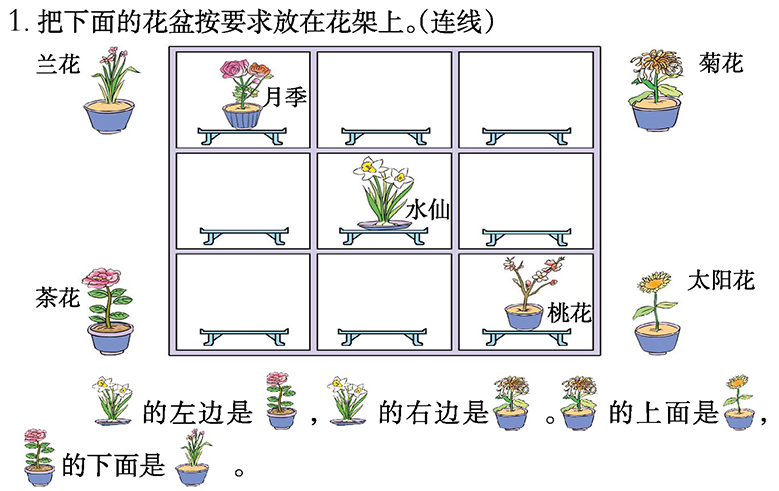 1. 把下面的花盆按要求放在花架上。(连线)
兰花
菊花
月季
水仙
茶花
桃花
太阳花
的左边是 , 的右边是 。 的上面是 ,
的下面是 。